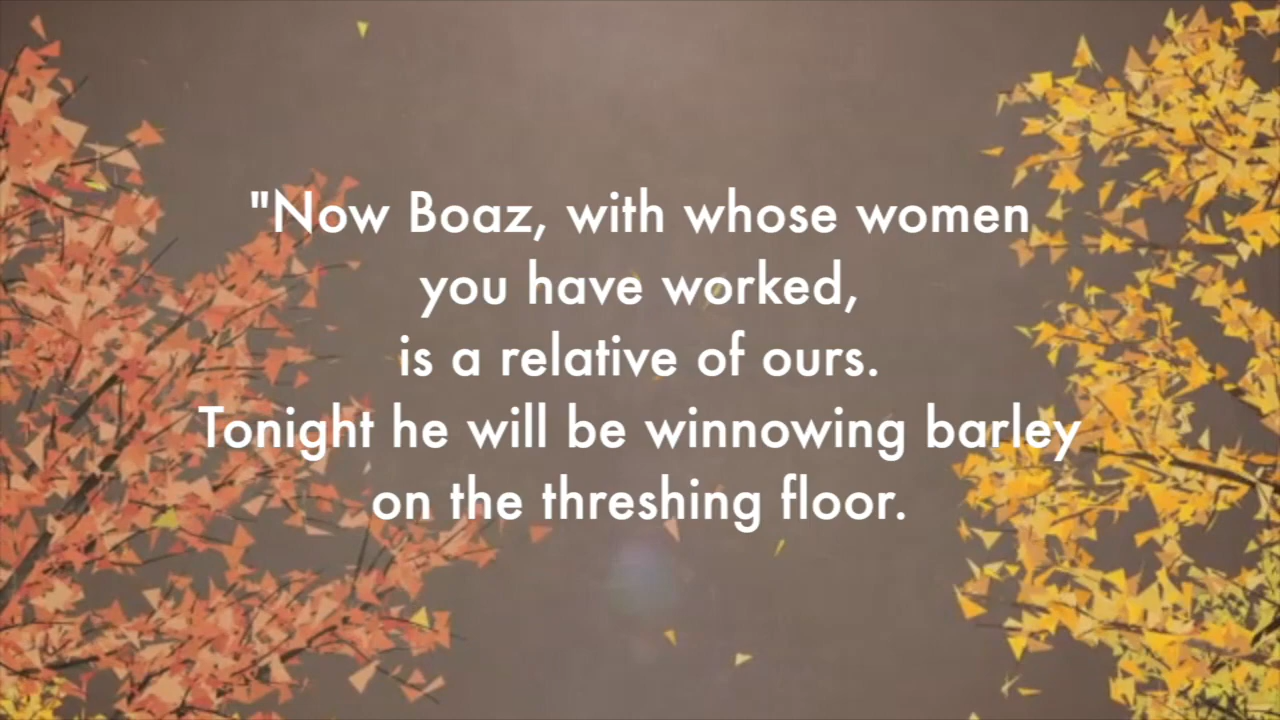 "Now Boaz, with whose women
you have worked,
is a relative of ours.
Tonight he will be winnowing barley
on the threshing floor.